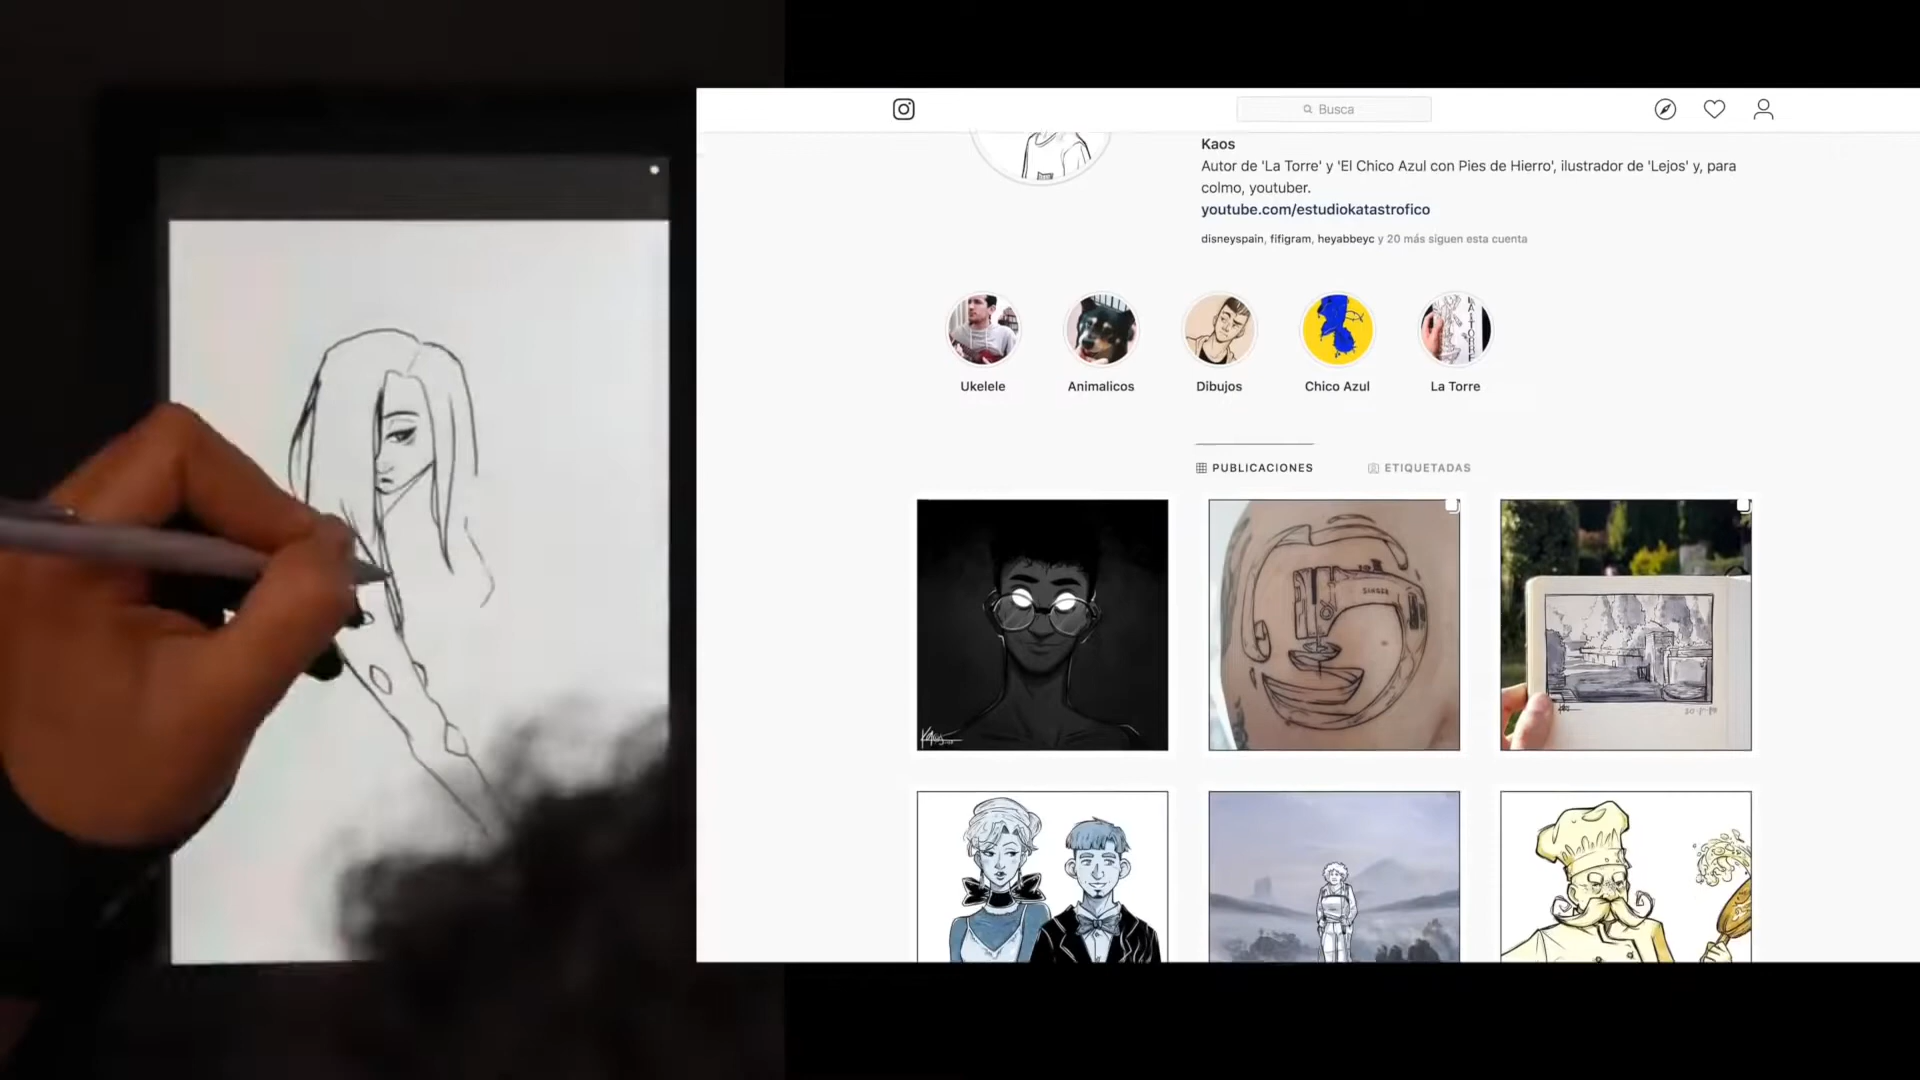 Busca
Kaos
Autor de 'La Torre' y 'El Chico Azul con Pies de Hierro', ilustrador de 'Lejos' y, para
colmo, youtuber.
youtube.com/estudiokatastrofico
disneyspain, fifigram, heyabbeyc y 20 más siguen esta cuenta
Ukelele
Animalicos
Dibujos
Chico Azul
La Torre
PUBLICACIONES
ETIQUETADAS
SINGER